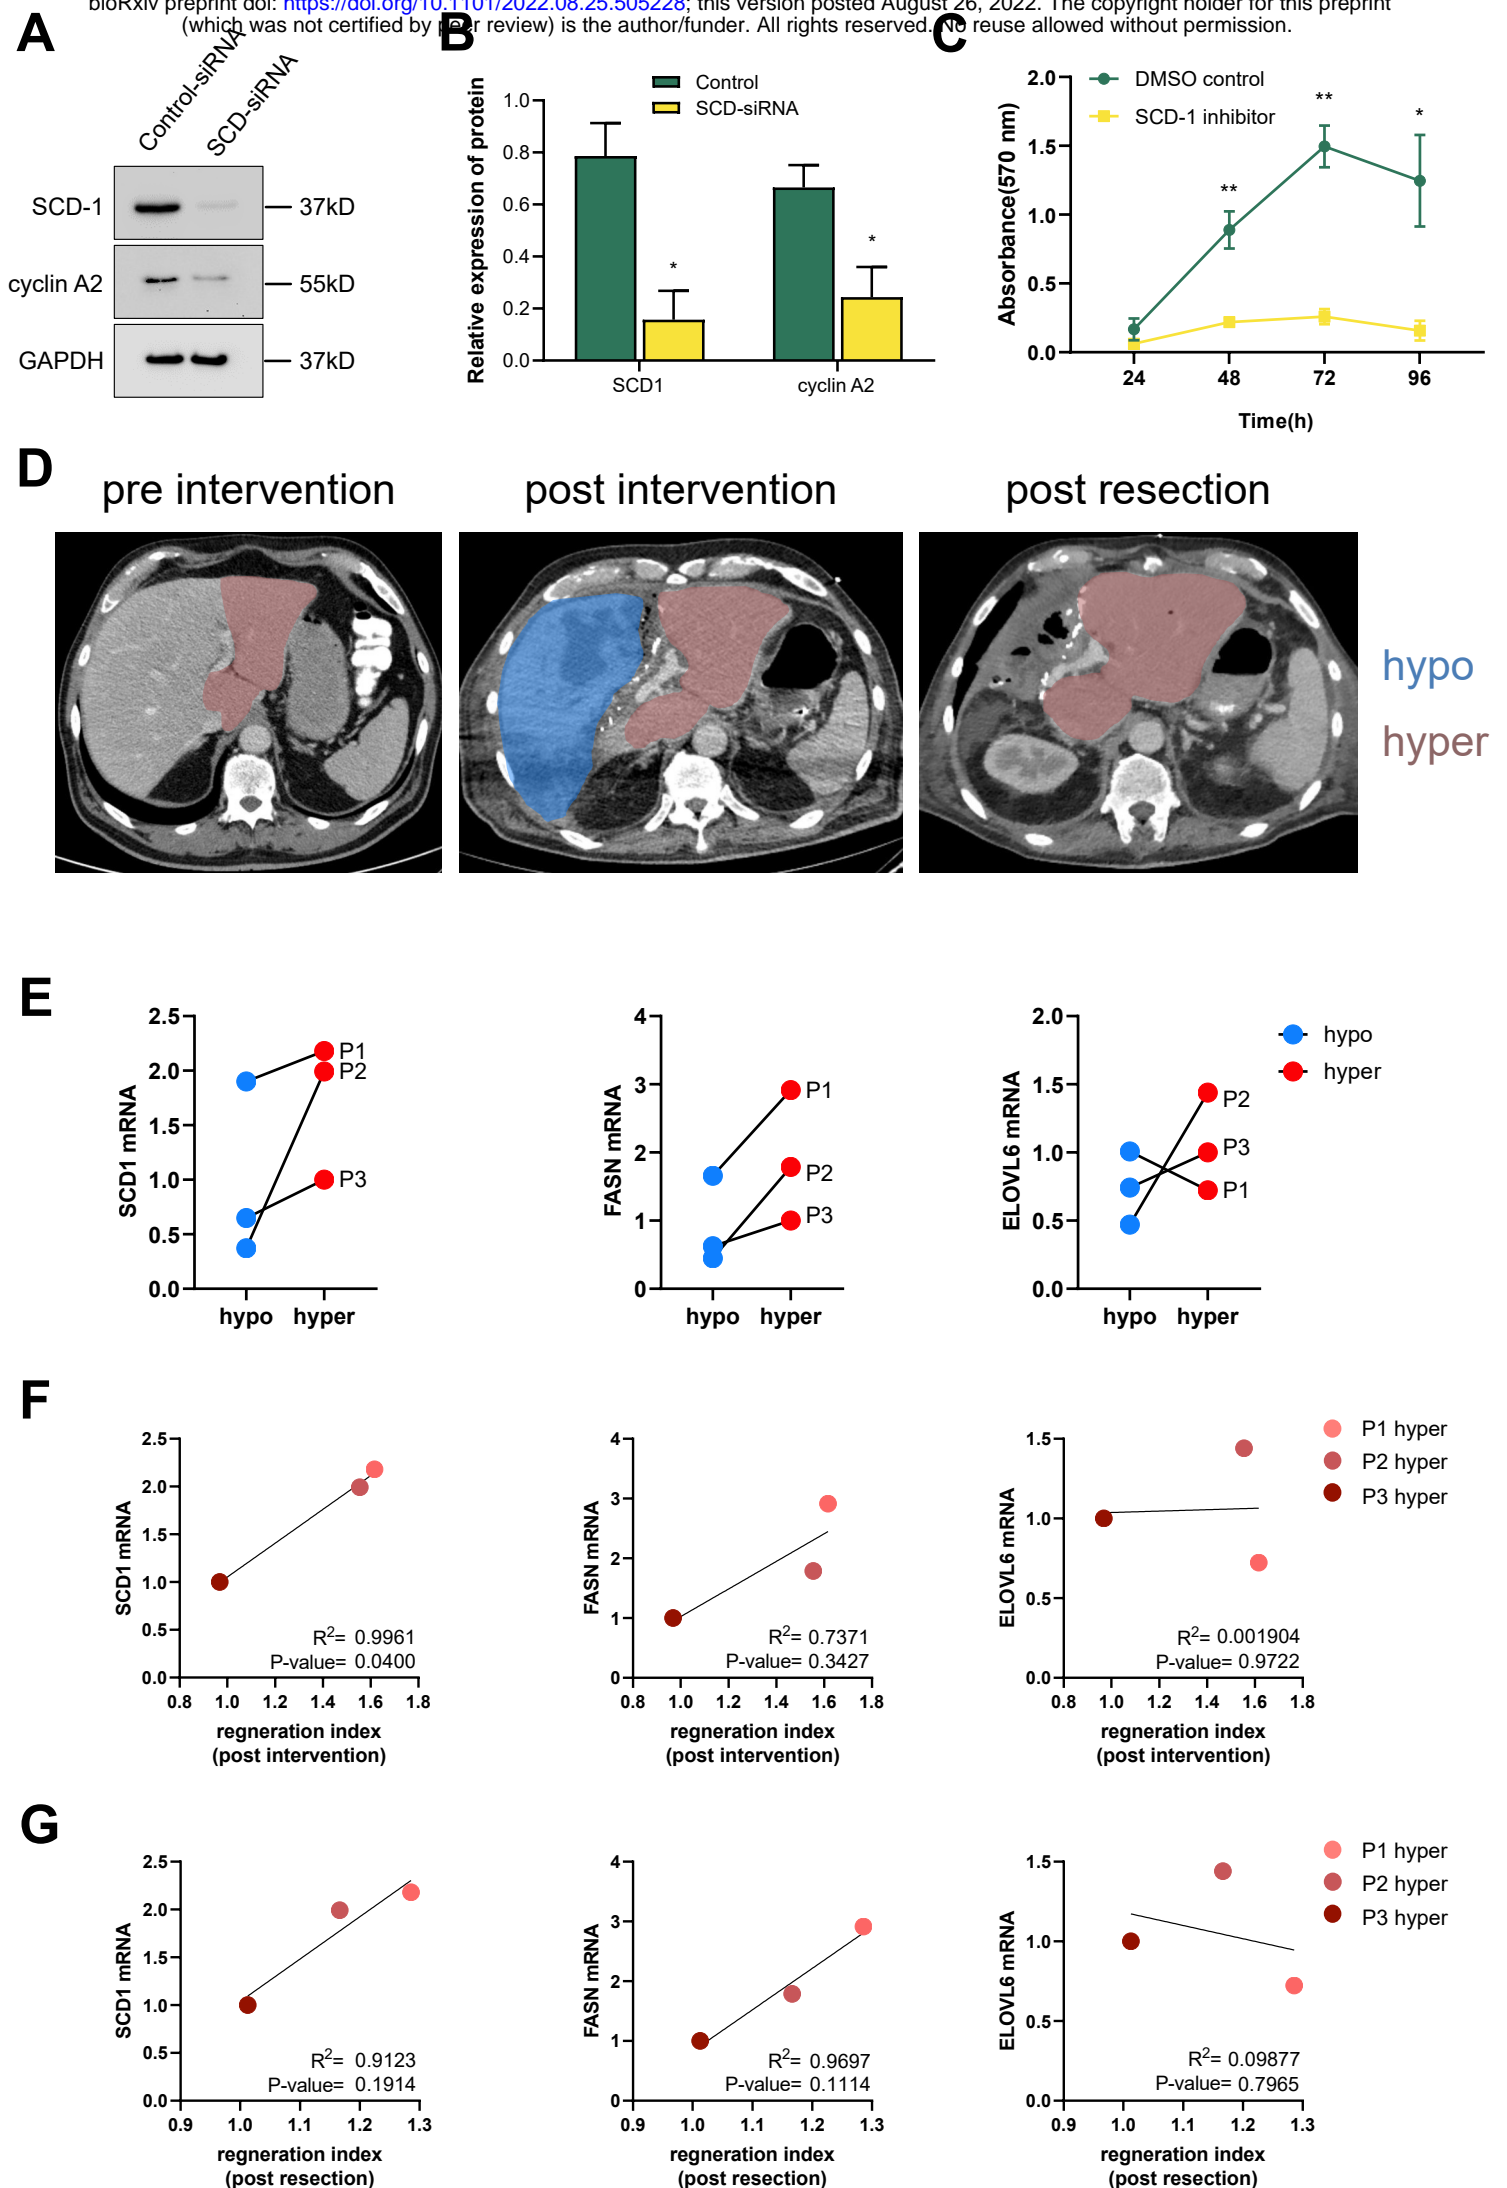 bioRxiv preprint doi: https://doi.org/10.1101/2022.08.25.505228; this version posted August 26, 2022. The copyright holder for this preprint
(which was not certified by peer review) is the author/funder. All rights reserved. No reuse allowed without permission.
A
B
C
Control-siRNA
SCD-siRNA
SCD-1
37kD
cyclin A2
55kD
GAPDH
37kD
Control
SCD-siRNA
Relative expression of protein
1.0
0.8
0.6
0.4
0.2
0.0
*
*
SCD1
cyclin A2
DMSO control
SCD-1 inhibitor
Absorbance(570 nm)
2.0
1.5
1.0
0.5
0.0
**
**
*
24
48
72
96
Time(h)
D
pre intervention
post intervention
post resection
hypo
hyper
E
SCD1 mRNA
2.5
2.0
1.5
1.0
0.5
0.0
P1
P2
P3
hypo
hyper
FASN mRNA
4
3
2
1
0
P1
P2
P3
hypo
hyper
ELOVL6 mRNA
2.0
1.5
1.0
0.5
0.0
P2
P3
P1
hypo
hyper
hypo
hyper
F
SCD1 mRNA
2.5
2.0
1.5
1.0
0.5
0.0
R2= 0.9961
P-value= 0.0400
0.8 1.0 1.2 1.4 1.6 1.8
regneration index
(post intervention)
FASN mRNA
4
3
2
1
0
R2= 0.7371
P-value= 0.3427
0.8 1.0 1.2 1.4 1.6 1.8
regneration index
(post intervention)
ELOVL6 mRNA
1.5
1.0
0.5
0.0
R2= 0.001904
P-value= 0.9722
0.8 1.0 1.2 1.4 1.6 1.8
regneration index
(post intervention)
P1 hyper
P2 hyper
P3 hyper
G
SCD1 mRNA
2.5
2.0
1.5
1.0
0.5
0.0
R2= 0.9123
P-value= 0.1914
0.9 1.0 1.1 1.2 1.3
regneration index
(post resection)
FASN mRNA
4
3
2
1
0
R2= 0.9697
P-value= 0.1114
0.9 1.0 1.1 1.2 1.3
regneration index
(post resection)
ELOVL6 mRNA
1.5
1.0
0.5
0.0
R2= 0.09877
P-value= 0.7965
0.9 1.0 1.1 1.2 1.3
regneration index
(post resection)
P1 hyper
P2 hyper
P3 hyper